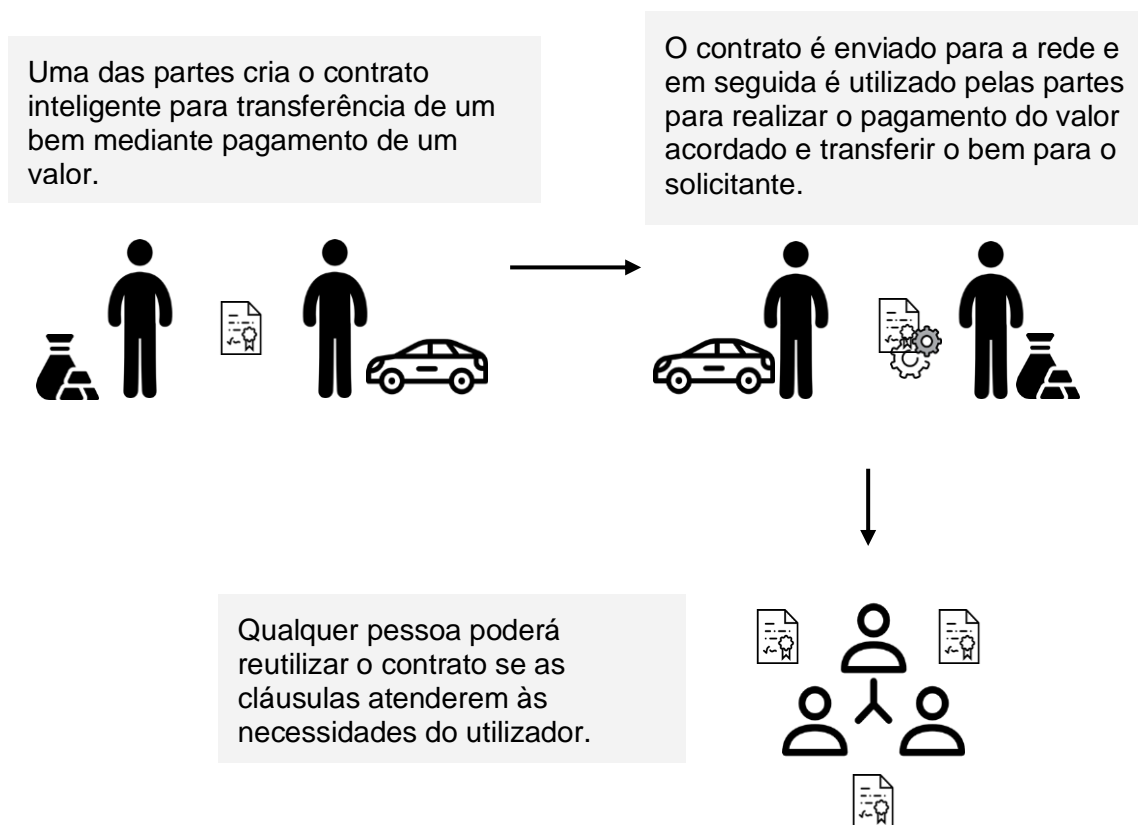 Uma das partes cria o contrato
inteligente para transferência de um
bem mediante pagamento de um
valor.
O contrato é enviado para a rede e
em seguida é utilizado pelas partes
para realizar o pagamento do valor
acordado e transferir o bem para o
solicitante.
Qualquer pessoa poderá
reutilizar o contrato se as
cláusulas atenderem às
necessidades do utilizador.